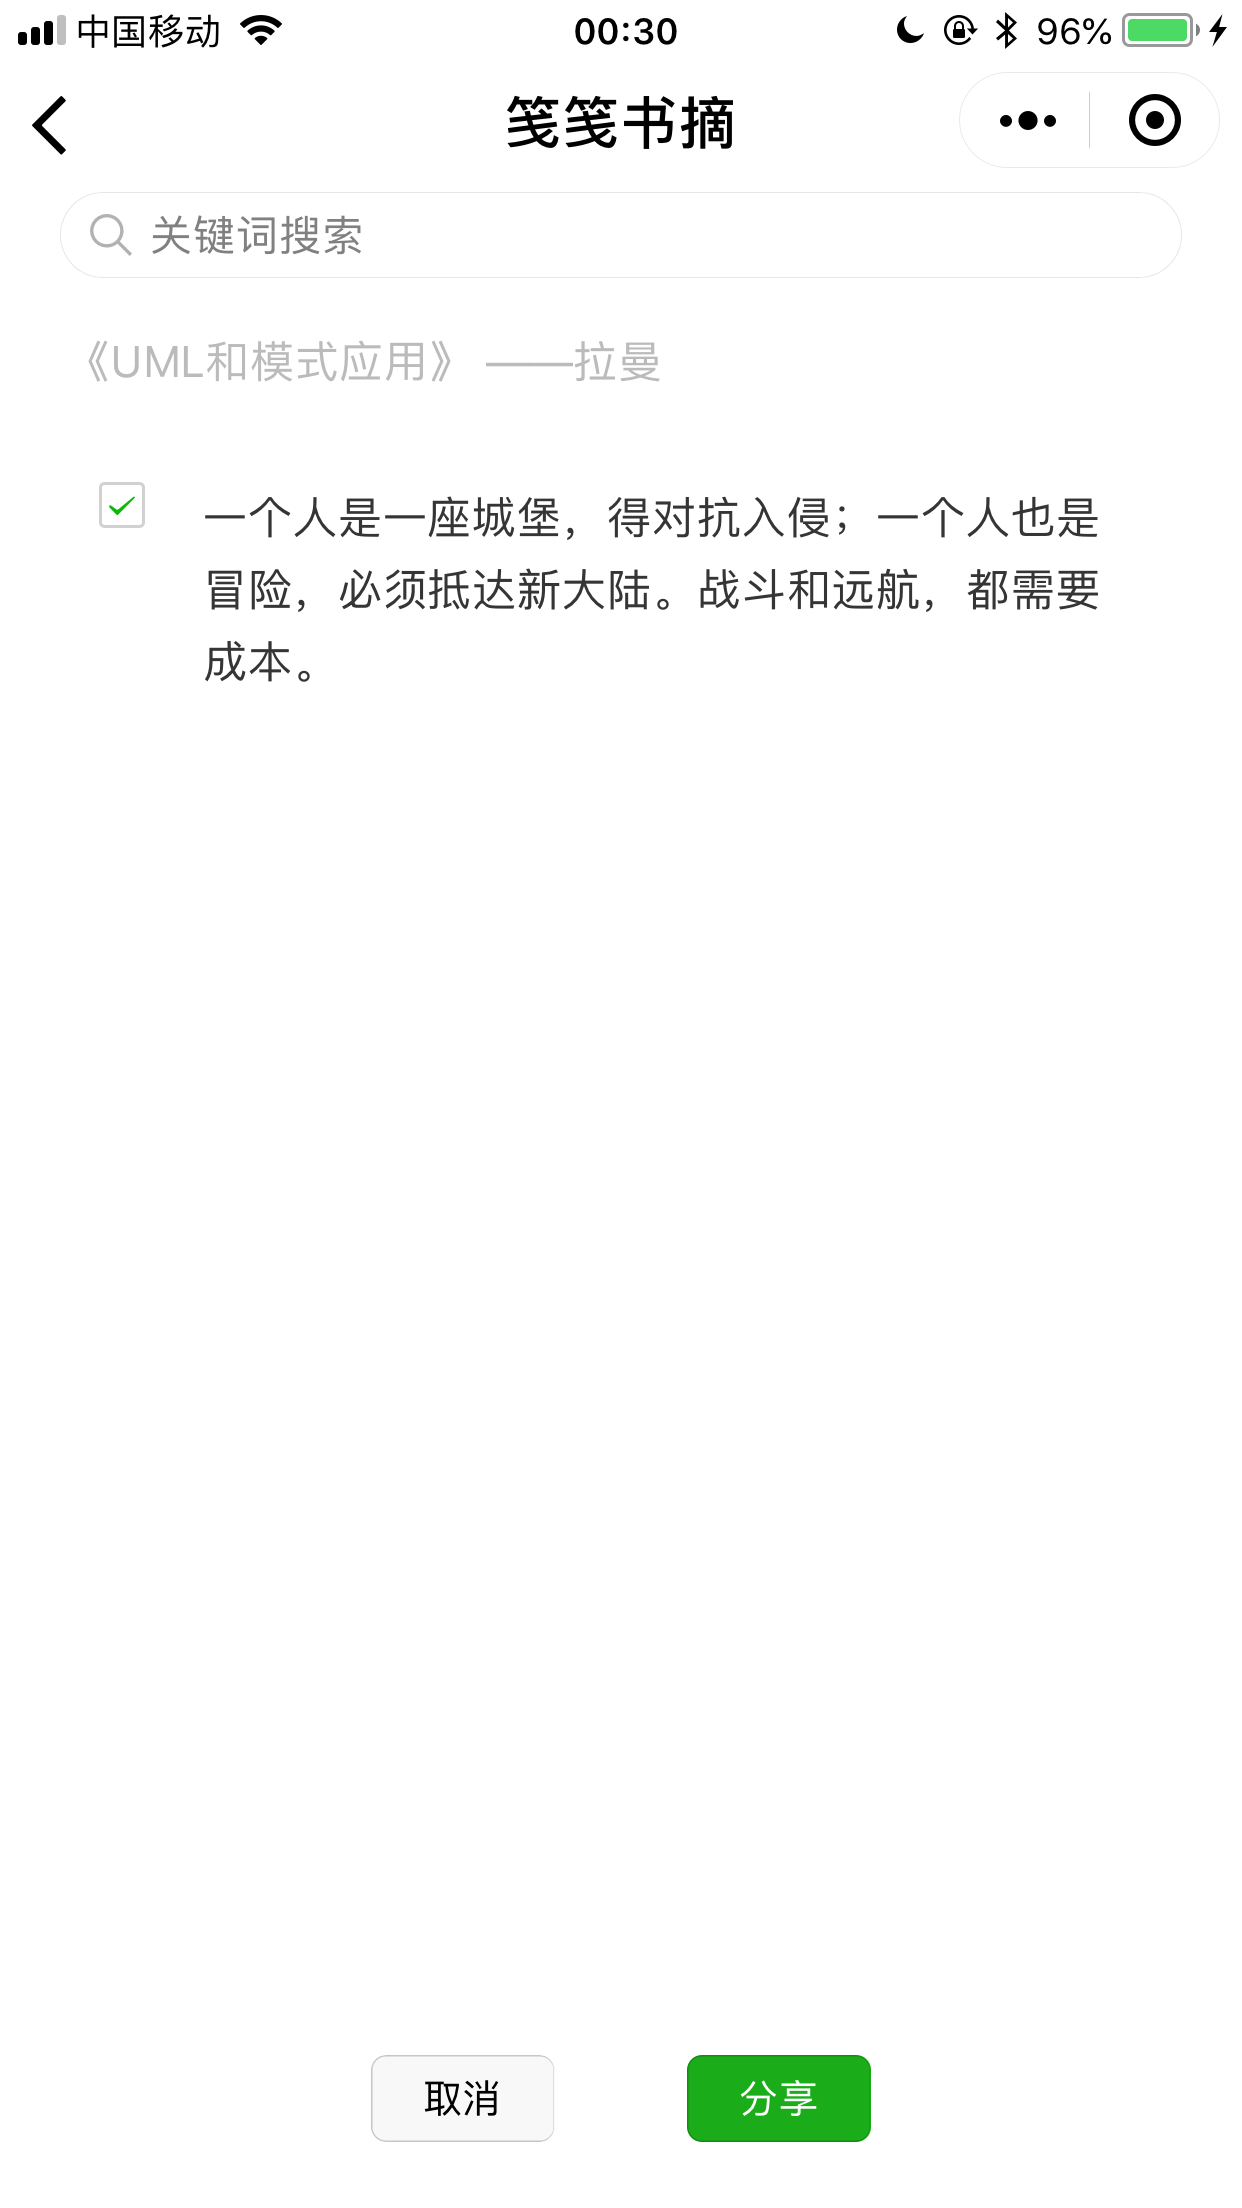 中国移动 00:30 96%
笺笺书摘
关键词搜索
《UML和模式应用》 ——拉曼
一个人是一座城堡，得对抗入侵；一个人也是
冒险，必须抵达新大陆。战斗和远航，都需要
成本。
取消 分享